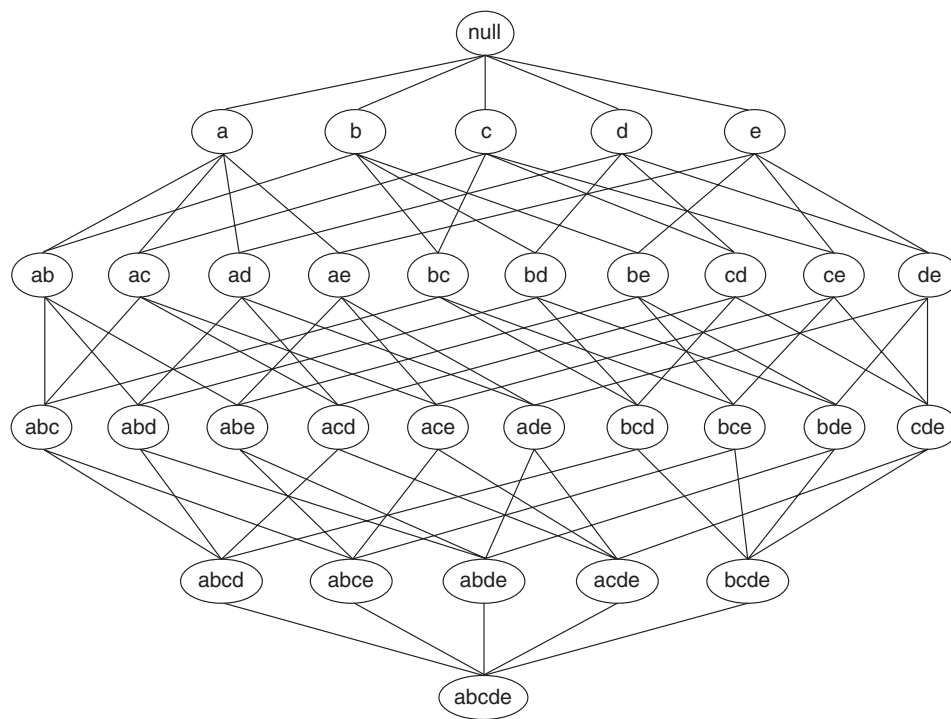 null
a b c d e
ab ac ad ae bc bd be cd ce de
abc abd abe acd ace ade bcd bce bde cde
abcd abce abde acde bcde
abcde